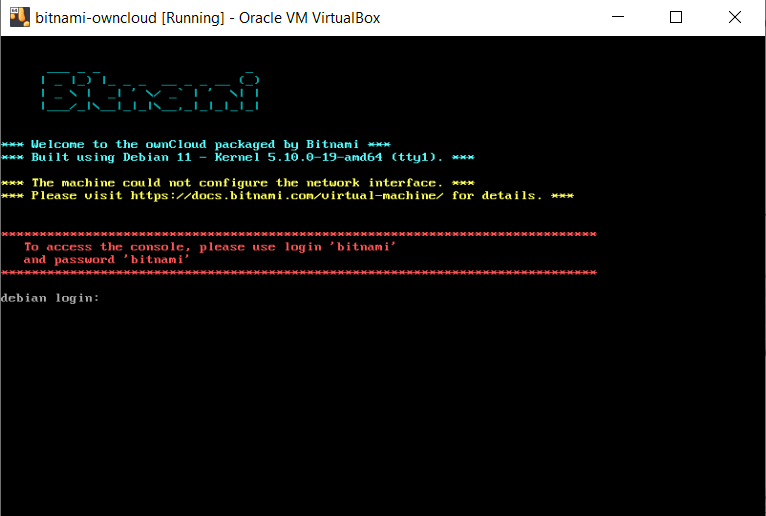 bitnami-owncloud [Running] - Oracle VM VirtualBox
Bitnami
*** Welcome to the ownCloud packaged by Bitnami ***
*** Built using Debian 11 - Kernel 5.10.0-19-amd64 (tty1). ***
*** The machine could not configure the network interface. ***
*** Please visit https://docs.bitnami.com/virtual-machine/ for details. ***
To access the console, please use login 'bitnami'
and password 'bitnami'
debian login: